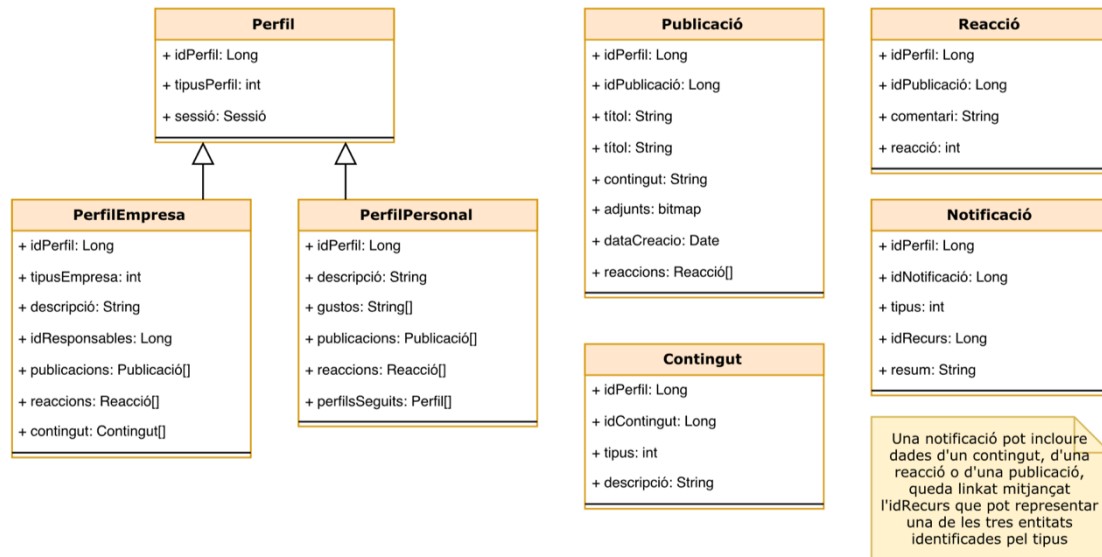 Perfil
+ idPerfil: Long
+ tipusPerfil: int
+ sessió: Sessió
PerfilEmpresa
+ idPerfil: Long
+ tipusEmpresa: int
+ descripció: String
+ idResponsables: Long
+ publicacions: Publicació[]
+ reaccions: Reacció[]
+ contingut: Contingut[]
PerfilPersonal
+ idPerfil: Long
+ descripció: String
+ gustos: String[]
+ publicacions: Publicació[]
+ reaccions: Reacció[]
+ perfilsSeguits: Perfil[]
Publicació
+ idPerfil: Long
+ idPublicació: Long
+ títol: String
+ títol: String
+ contingut: String
+ adjunts: bitmap
+ dataCreacio: Date
+ reaccions: Reacció[]
Contingut
+ idPerfil: Long
+ idContingut: Long
+ tipus: int
+ descripció: String
Reacció
+ idPerfil: Long
+ idPublicació: Long
+ comentari: String
+ reacció: int
Notificació
+ idPerfil: Long
+ idNotificació: Long
+ tipus: int
+ idRecurs: Long
+ resum: String
Una notificació pot incloure
dades d'un contingut, d'una
reacció o d'una publicació,
queda linkat mitjançat
l'idRecurs que pot representar
una de les tres entitats
identificades pel tipus